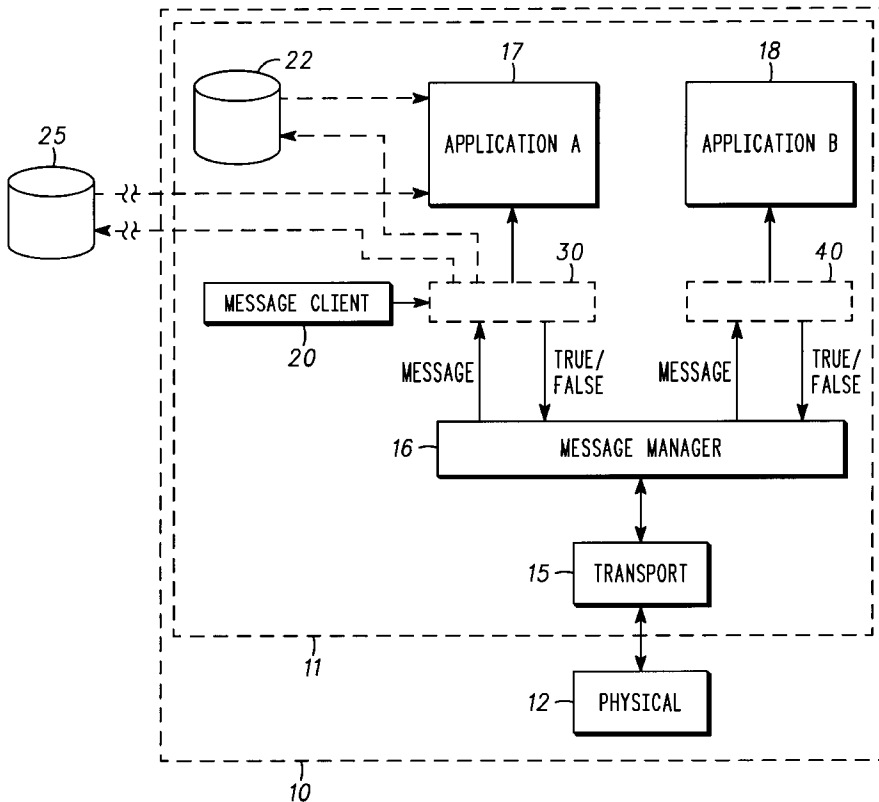 17
18
22
25
APPLICATION A
APPLICATION B
30
40
MESSAGE CLIENT
20
MESSAGE
TRUE/
FALSE
MESSAGE
TRUE/
FALSE
16
MESSAGE MANAGER
15
TRANSPORT
11
12
PHYSICAL
10